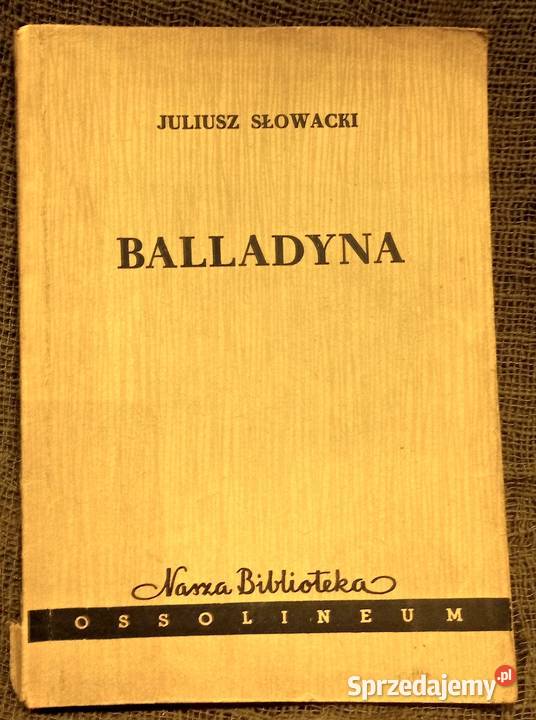 JULIUSZ SŁOWACKI
BALLADYNA
Nasza Biblioteka
OSSOLINEUM
Sprzedajemy.pl